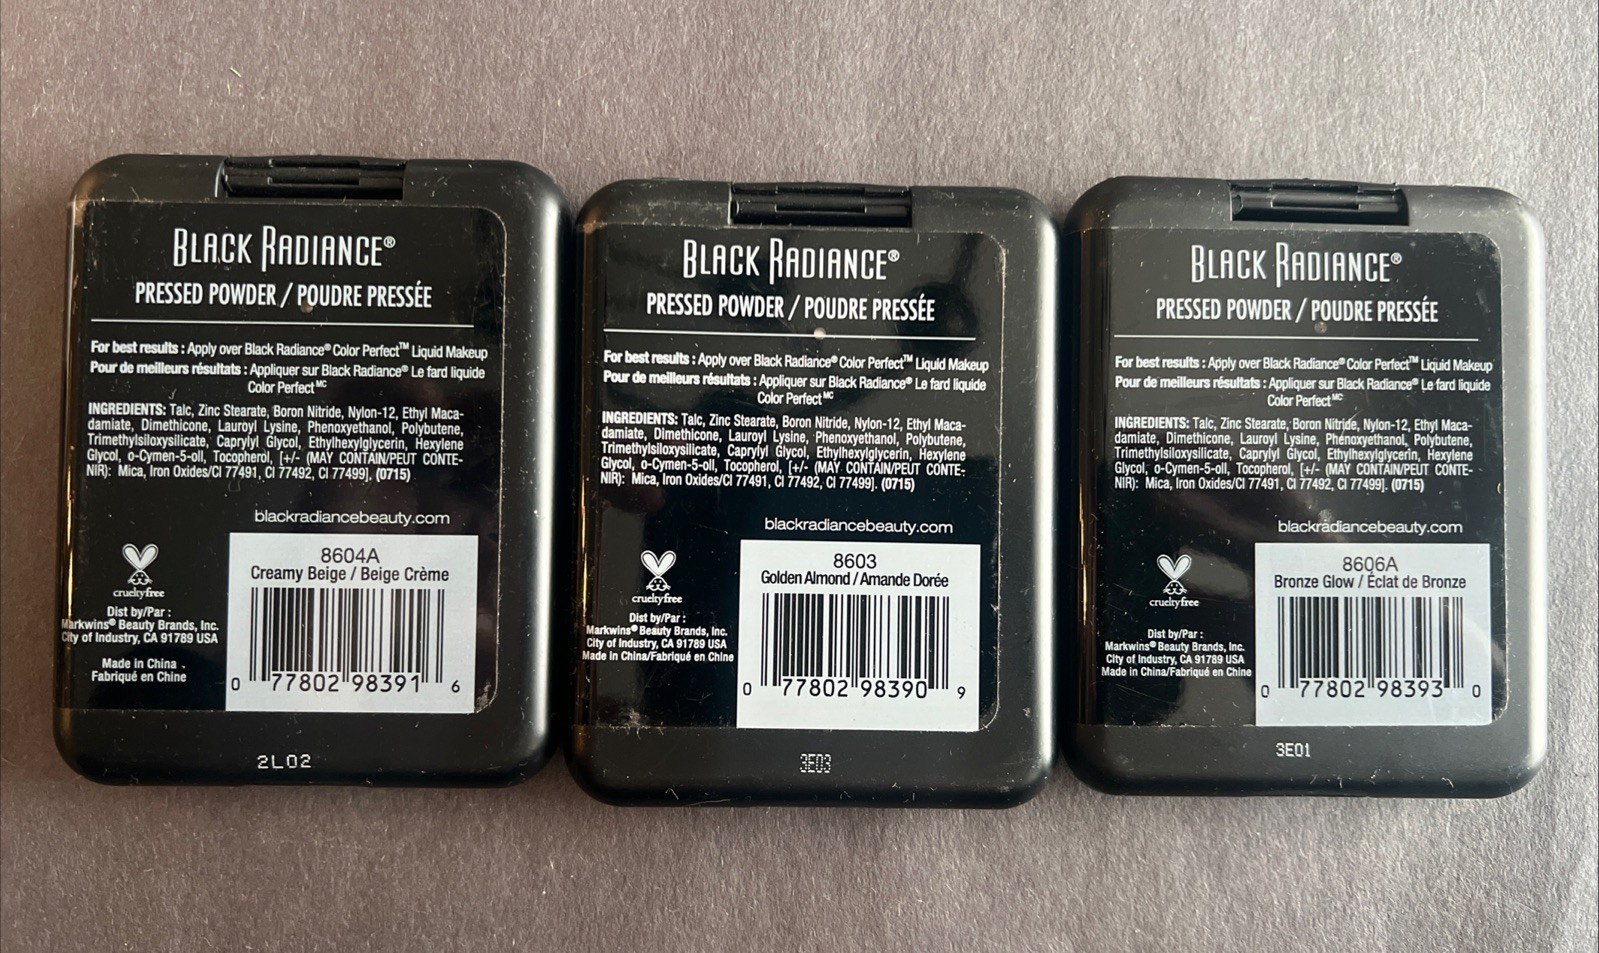 BLACK RADIANCE®
PRESSED POWDER / POUDRE PRESSÉE
For best results : Apply over Black Radiance® Color Perfect™ Liquid Makeup
Pour de meilleurs résultats : Appliquer sur Black Radiance® Le fard liquide
Color Perfect MC
INGREDIENTS: Talc, Zinc Stearate, Boron Nitride, Nylon-12, Ethyl Maca-
damiate, Dimethicone, Lauroyl Lysine, Phenoxyethanol, Polybutene,
Trimethylsiloxysilicate, Caprylyl Glycol, Ethylhexylglycerin, Hexylene
Glycol, o-Cymen-5-oll, Tocopherol, [+/- (MAY CONTAIN/PEUT CONTE-
NIR): Mica, Iron Oxides/CI 77491, CI 77492, CI 77499]. (0715)
blackradiancebeauty.com
crueltyfree
Dist by/Par :
Markwins® Beauty Brands, Inc.
City of Industry, CA 91789 USA
Made in China
Fabriqué en Chine
8604A
Creamy Beige / Beige Crème
0 77802 98391 6
2L02
BLACK RADIANCE®
PRESSED POWDER / POUDRE PRESSÉE
For best results : Apply over Black Radiance® Color Perfect™ Liquid Makeup
Pour de meilleurs résultats : Appliquer sur Black Radiance® Le fard liquide
Color Perfect MC
INGREDIENTS: Talc, Zinc Stearate, Boron Nitride, Nylon-12, Ethyl Maca-
damiate, Dimethicone, Lauroyl Lysine, Phenoxyethanol, Polybutene,
Trimethylsiloxysilicate, Caprylyl Glycol, Ethylhexylglycerin, Hexylene
Glycol, o-Cymen-5-oll, Tocopherol, [+/- (MAY CONTAIN/PEUT CONTE-
NIR): Mica, Iron Oxides/CI 77491, CI 77492, CI 77499]. (0715)
blackradiancebeauty.com
crueltyfree
Dist by/Par :
Markwins® Beauty Brands, Inc.
City of Industry, CA 91789 USA
Made in China/Fabriqué en Chine
8603
Golden Almond / Amande Dorée
0 77802 98390 9
3E03
BLACK RADIANCE®
PRESSED POWDER / POUDRE PRESSÉE
For best results : Apply over Black Radiance® Color Perfect™ Liquid Makeup
Pour de meilleurs résultats : Appliquer sur Black Radiance® Le fard liquide
Color Perfect MC
INGREDIENTS: Talc, Zinc Stearate, Boron Nitride, Nylon-12, Ethyl Maca-
damiate, Dimethicone, Lauroyl Lysine, Phenoxyethanol, Polybutene,
Trimethylsiloxysilicate, Caprylyl Glycol, Ethylhexylglycerin, Hexylene
Glycol, o-Cymen-5-oll, Tocopherol, [+/- (MAY CONTAIN/PEUT CONTE-
NIR): Mica, Iron Oxides/CI 77491, CI 77492, CI 77499]. (0715)
blackradiancebeauty.com
crueltyfree
Dist by/Par :
Markwins® Beauty Brands, Inc.
City of Industry, CA 91789 USA
Made in China/Fabriqué en Chine
8606A
Bronze Glow / Éclat de Bronze
0 77802 98393 0
3E01